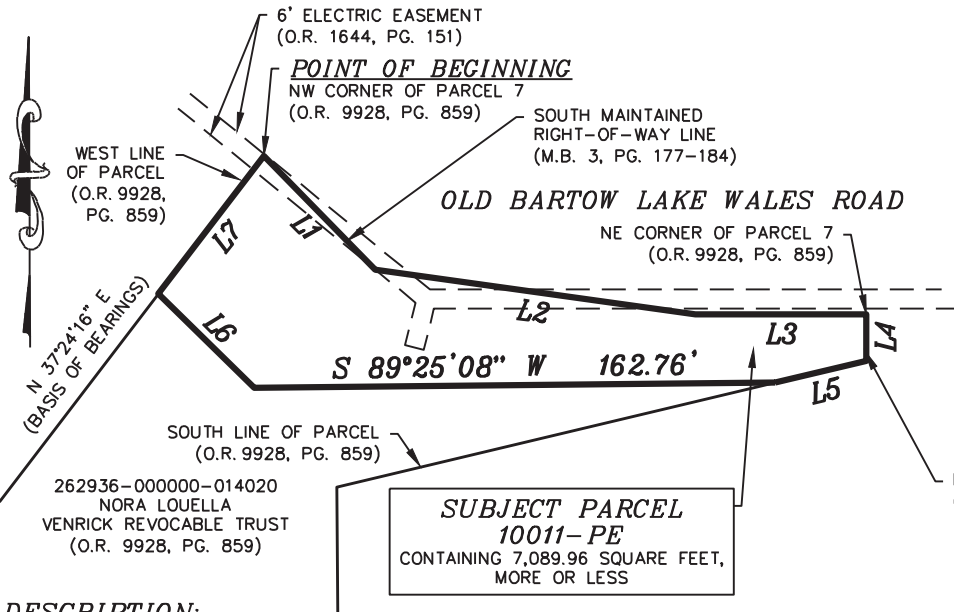 6' ELECTRIC EASEMENT
(O.R. 1644, PG. 151)
POINT OF BEGINNING
NW CORNER OF PARCEL 7
(O.R. 9928, PG. 859)
SOUTH MAINTAINED
RIGHT-OF-WAY LINE
(M.B. 3, PG. 177-184)
WEST LINE
OF PARCEL
(O.R. 9928,
PG. 859)
OLD BARTOW LAKE WALES ROAD
NE CORNER OF PARCEL 7
(O.R. 9928, PG. 859)
L7
L1
L2
L3
L4
L5
L6
N 37°24'16" E
(BASIS OF BEARINGS)
S 89°25'08" W 162.76'
SOUTH LINE OF PARCEL
(O.R. 9928, PG. 859)
262936-000000-014020
NORA LOUELLA
VENRICK REVOCABLE TRUST
(O.R. 9928, PG. 859)
SUBJECT PARCEL
10011-PE
CONTAINING 7,089.96 SQUARE FEET,
MORE OR LESS
DESCRIPTION: